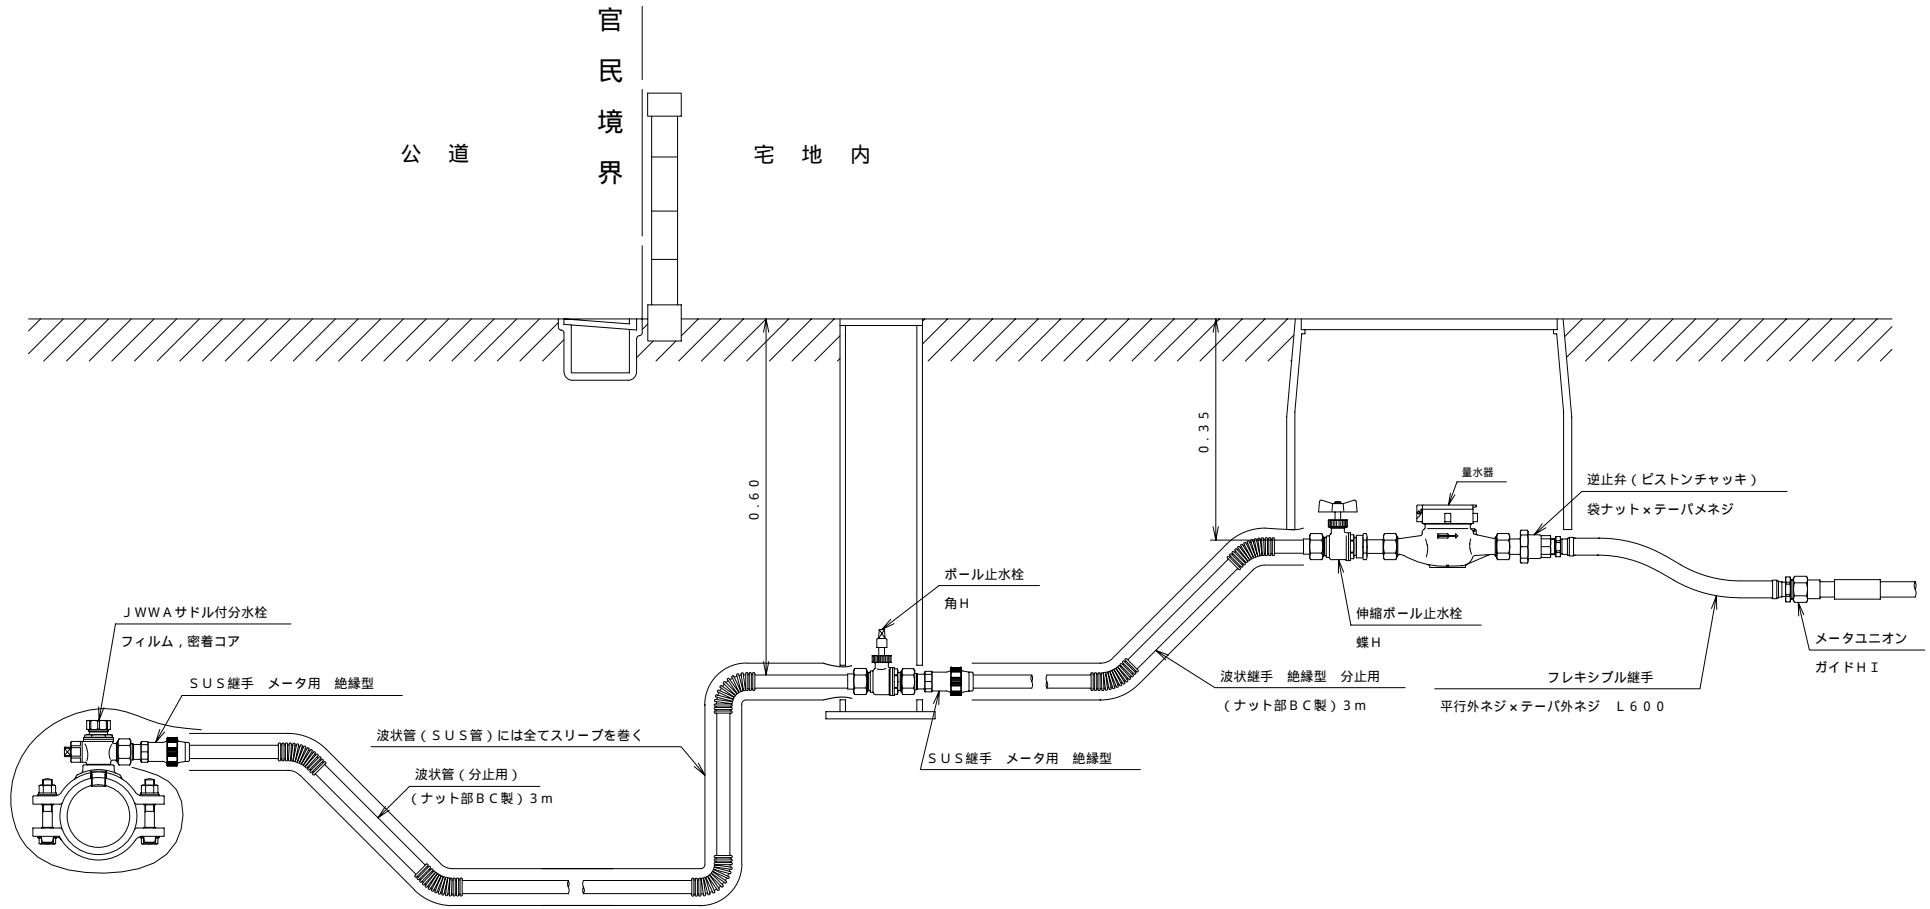 官民境界
公道
宅地内
0.60
0.35
量水器
逆止弁(ピストンチャッキ)
袋ナット×テーパメネジ
ボール止水栓
角H
伸縮ボール止水栓
蝶H
メータユニオン
ガイドHI
JWWAサドル付分水栓
フィルム,密着コア
SUS継手 メータ用 絶縁型
波状継手 絶縁型 分止用
(ナット部BC製)3m
フレキシブル継手
平行外ネジ×テーパ外ネジ L600
波状管(SUS管)には全てスリーブを巻く
SUS継手 メータ用 絶縁型
波状管(分止用)
(ナット部BC製)3m